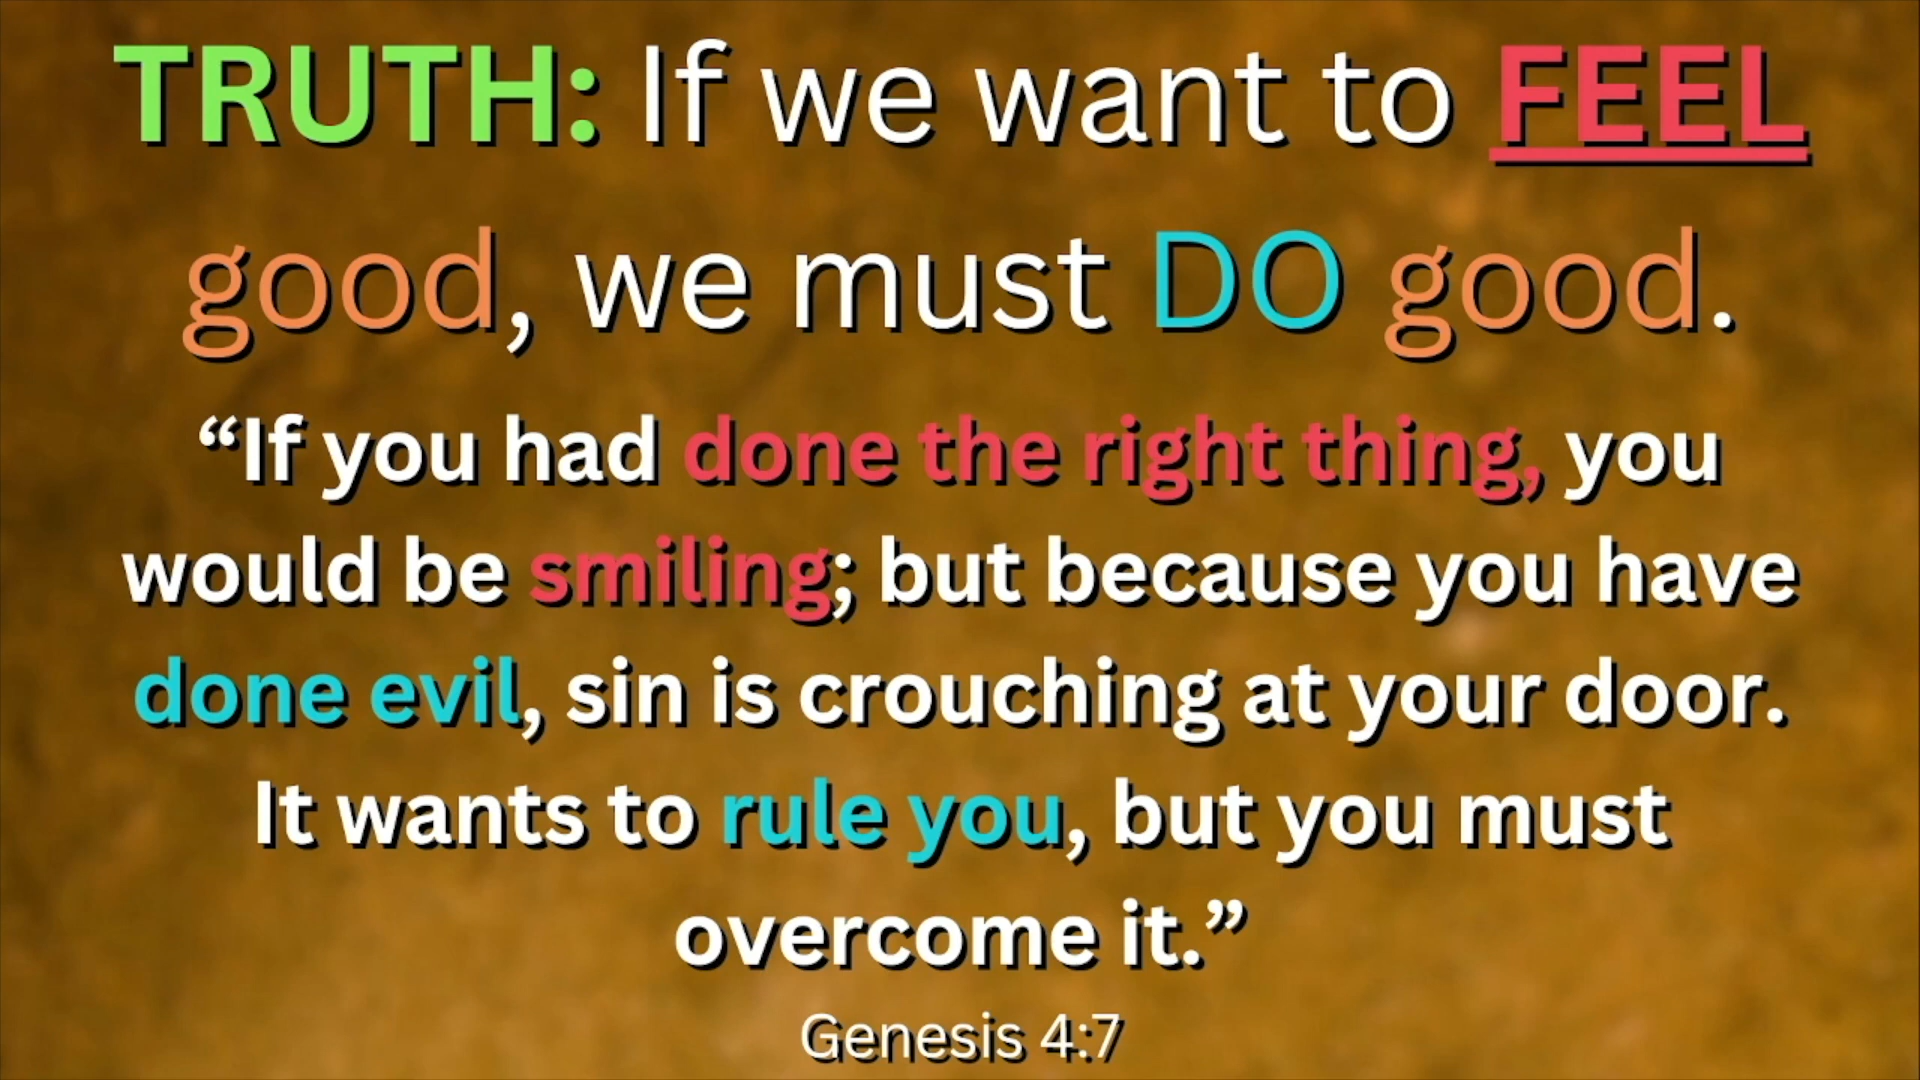 TRUTH: If we want to FEEL
good, we must DO good.
“If you had done the right thing, you
would be smiling; but because you have
done evil, sin is crouching at your door.
It wants to rule you, but you must
overcome it.”
Genesis 4:7